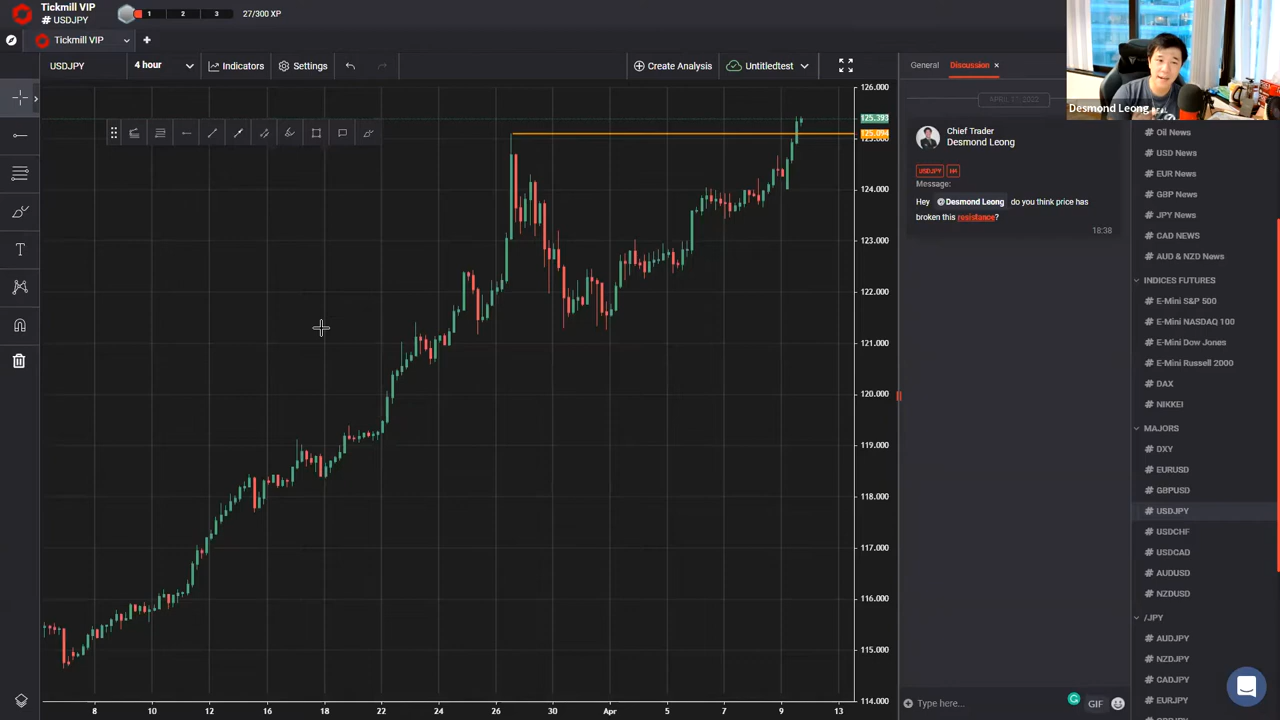 Tickmill VIP
# USDJPY
1 2 3 27/300 XP
Tickmill VIP
USDJPY 4 hour Indicators Settings Create Analysis Untitledtest
General Discussion ×
Desmond Leong
Chief Trader
Desmond Leong
USDJPY H4
Message:
Hey @Desmond Leong do you think price has
broken this resistance?
18:38
126.000
125.393
125.094
124.000
123.000
122.000
121.000
120.000
119.000
118.000
117.000
116.000
115.000
114.000
8 10 12 16 18 22 24 26 30 Apr 5 7 9 13
# Oil News
# USD News
# EUR News
# GBP News
# JPY News
# CAD NEWS
# AUD & NZD News
INDICES FUTURES
# E-Mini S&P 500
# E-Mini NASDAQ 100
# E-Mini Dow Jones
# E-Mini Russell 2000
# DAX
# NIKKEI
MAJORS
# DXY
# EURUSD
# GBPUSD
# USDJPY
# USDCHF
# USDCAD
# AUDUSD
# NZDUSD
/JPY
# AUDJPY
# NZDJPY
# CADJPY
# EURJPY
Type here... GIF